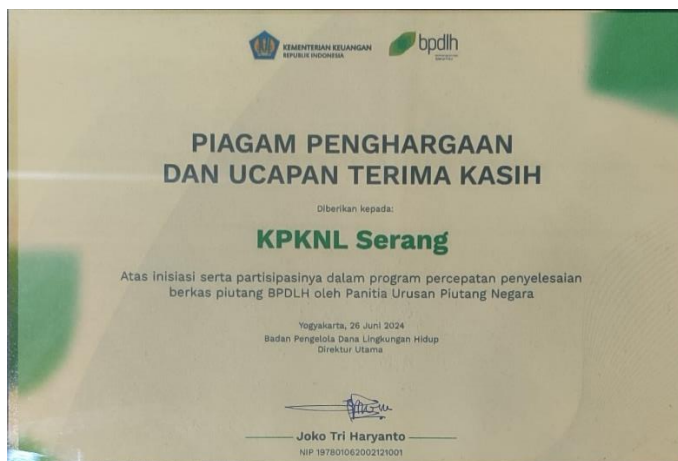 KEMENTERIAN KEUANGAN
REPUBLIK INDONESIA
bpdlh
PIAGAM PENGHARGAAN
DAN UCAPAN TERIMA KASIH
Diberikan kepada:
KPKNL Serang
Atas inisiasi serta partisipasinya dalam program percepatan penyelesaian
berkas piutang BPDLH oleh Panitia Urusan Piutang Negara
Yogyakarta, 26 Juni 2024
Badan Pengelola Dana Lingkungan Hidup
Direktur Utama
Joko Tri Haryanto
NIP 197801062002121001